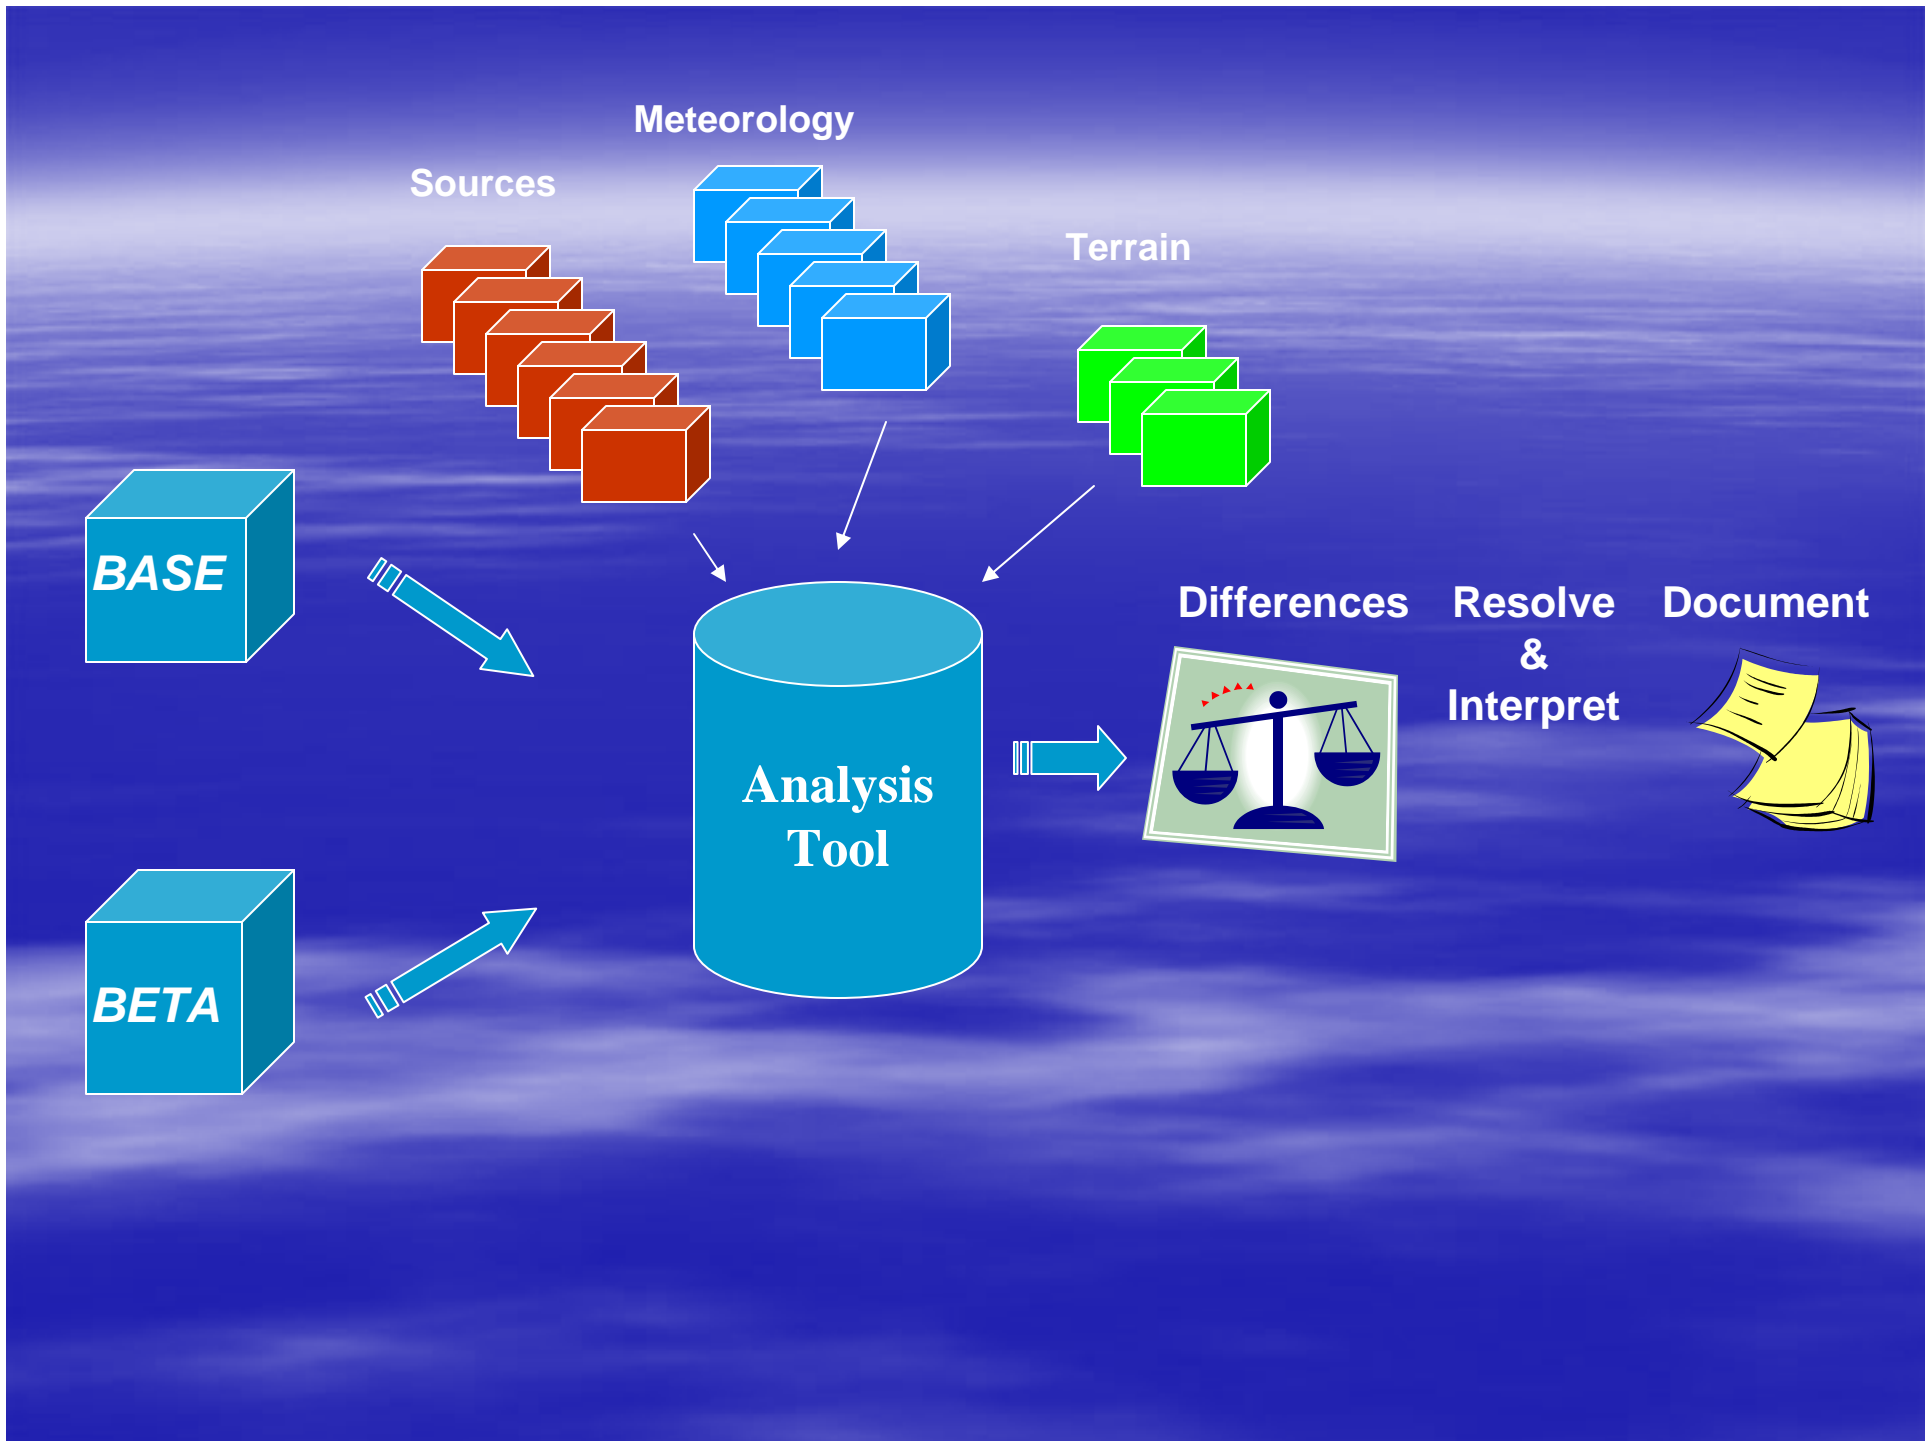 Meteorology
Sources
Terrain
BASE
Differences
Resolve
&
Interpret
Document
Analysis
Tool
BETA